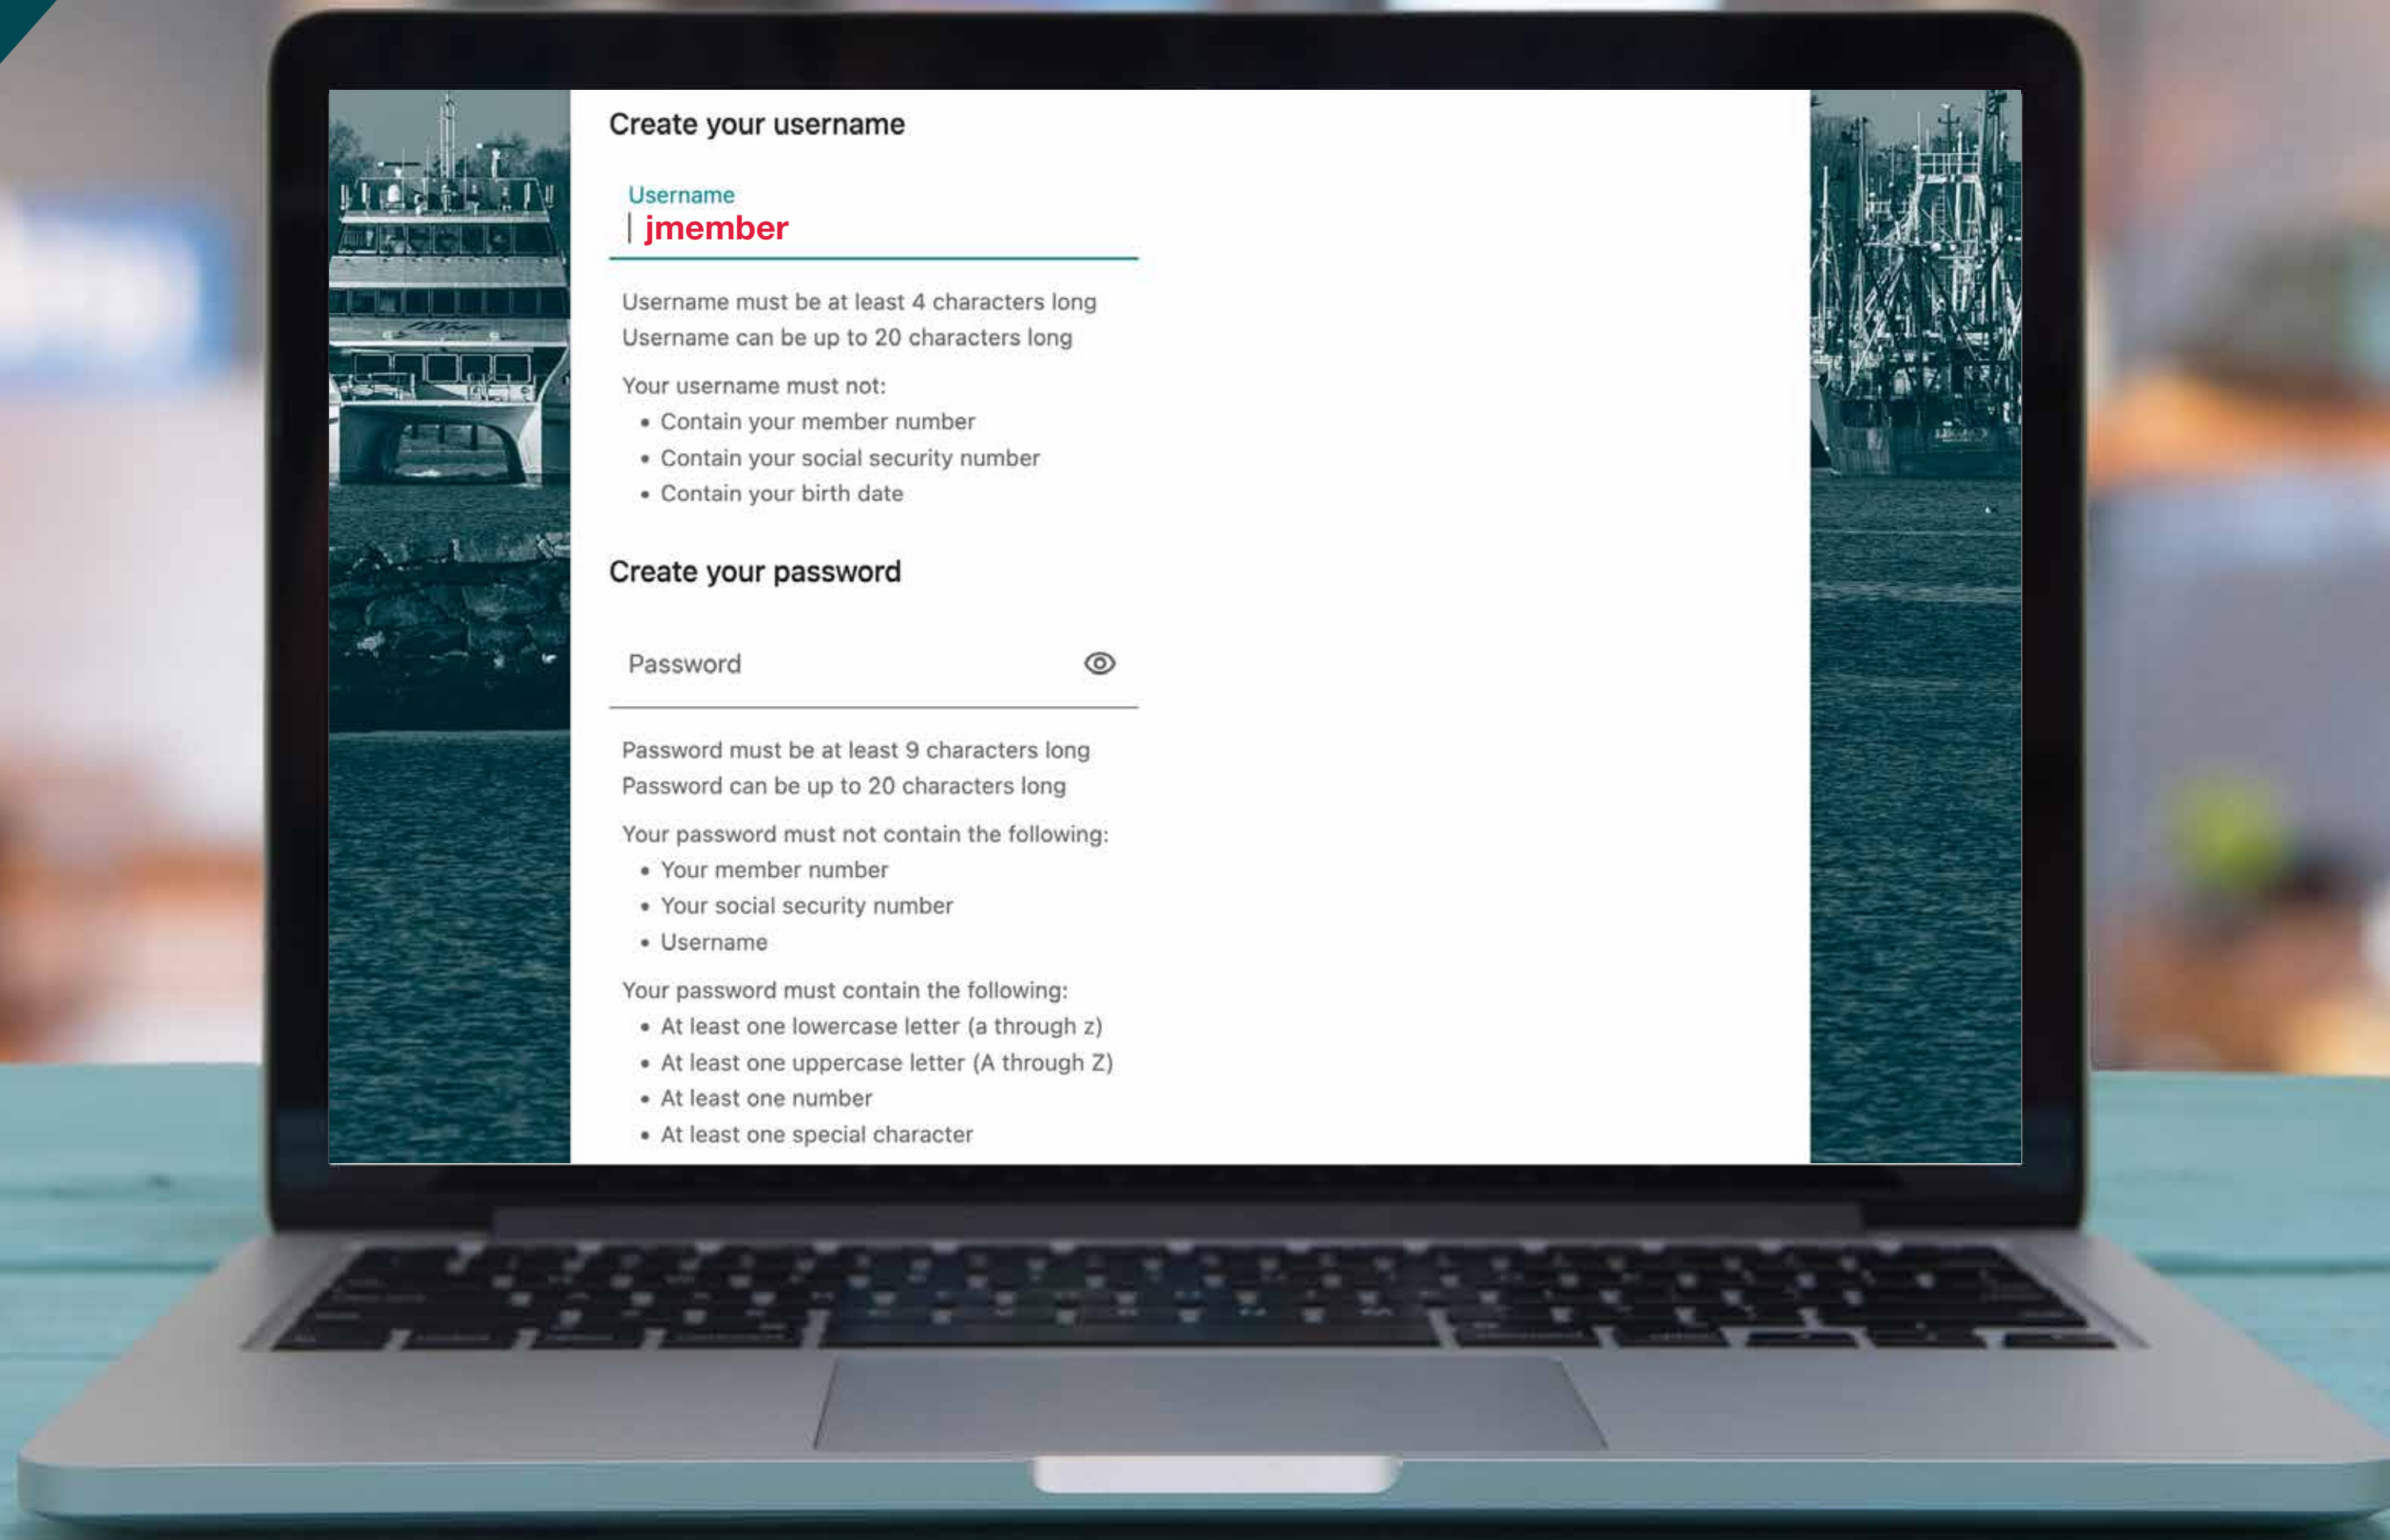 Create your username
Username
jmember
Username must be at least 4 characters long
Username can be up to 20 characters long
Your username must not:
• Contain your member number
• Contain your social security number
• Contain your birth date
Create your password
Password
Password must be at least 9 characters long
Password can be up to 20 characters long
Your password must not contain the following:
• Your member number
• Your social security number
• Username
Your password must contain the following:
• At least one lowercase letter (a through z)
• At least one uppercase letter (A through Z)
• At least one number
• At least one special character